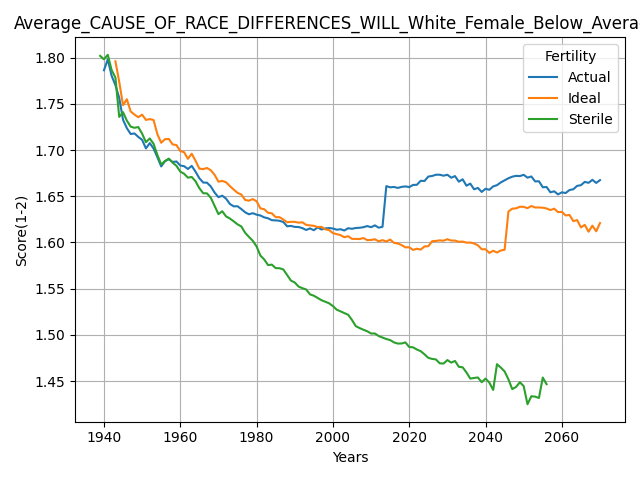 Average_CAUSE_OF_RACE_DIFFERENCES_WILL_White_Female_Below_Avera
Fertility
Actual
Ideal
Sterile
Score(1-2)
1.80
1.75
1.70
1.65
1.60
1.55
1.50
1.45
1940 1960 1980 2000 2020 2040 2060
Years